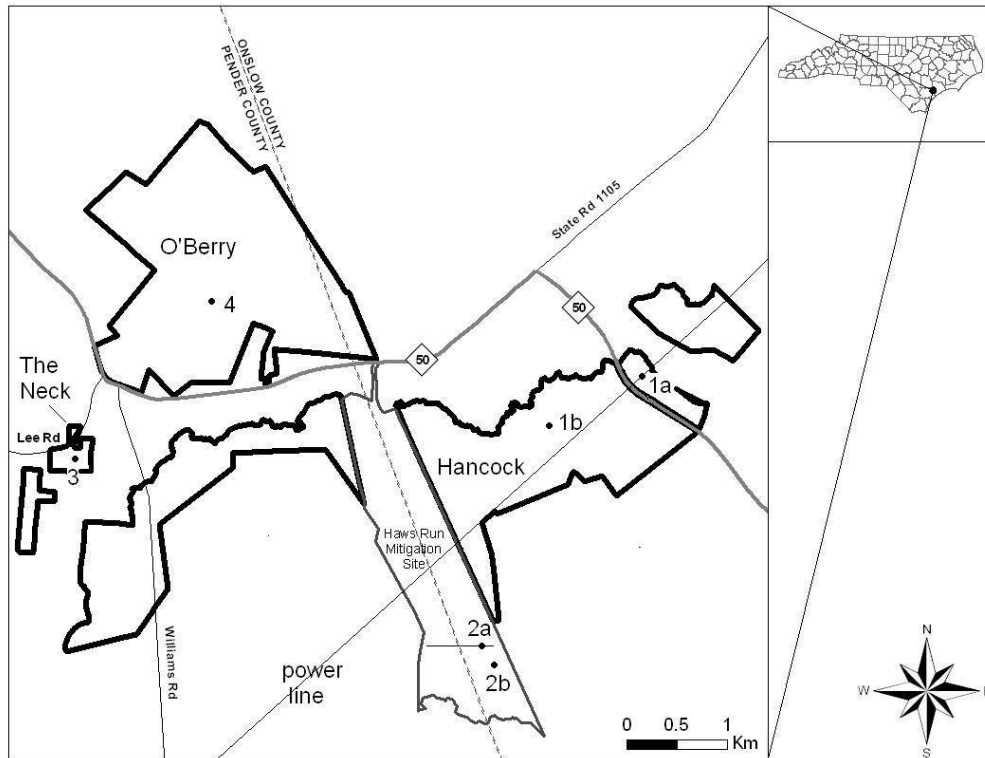 ONSLOW COUNTY
PENDER COUNTY
State Rd 1105
O'Berry
4
50
50
The
Neck
Lee Rd
3
1a
1b
Hancock
Haws Run
Mitigation
Site
2a
2b
Williams Rd
power
line
0 0.5 1
Km
N
W
S